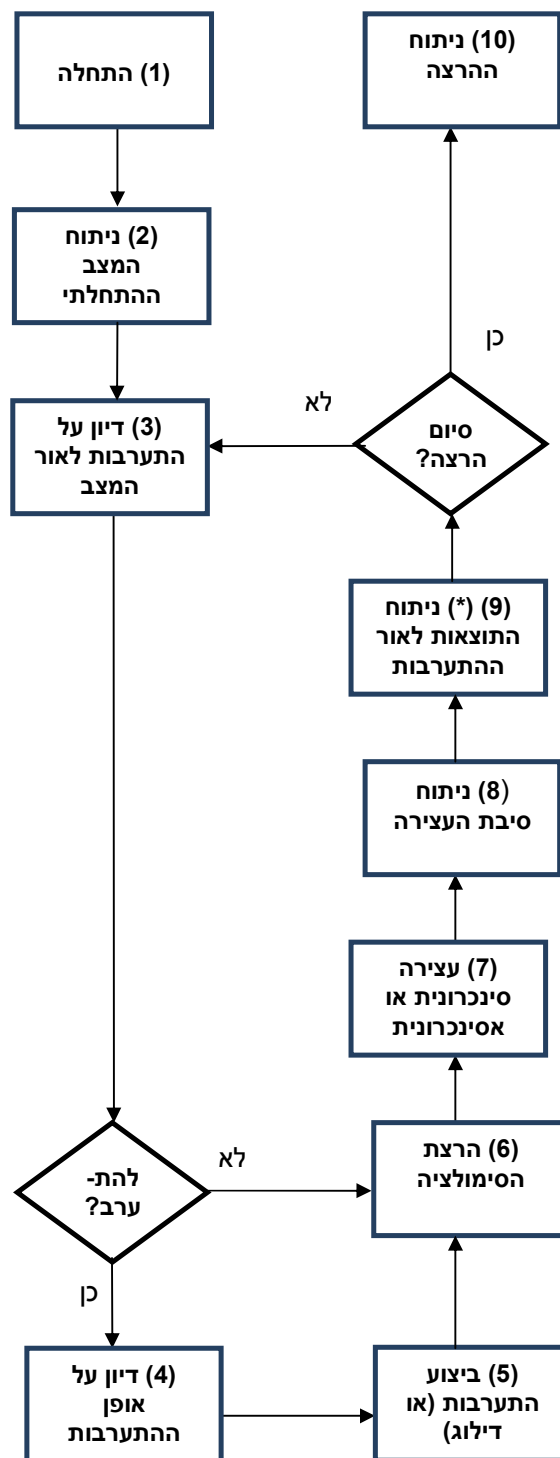 (1) התחלה
(2) ניתוח
המצב
ההתחלתי
(3) דיון על
התערבות לאור
המצב
להת-
ערב?
לא
כן
(4) דיון על
אופן
ההתערבות
(5) ביצוע
התערבות (או
דילוג)
(6) הרצת
הסימולציה
(7) עצירה
סינכרונית או
אסינכרונית
(8) ניתוח
סיבת העצירה
(9) (*) ניתוח
התוצאות לאור
ההתערבות
סיום
הרצה?
לא
כן
(10) ניתוח
ההרצה